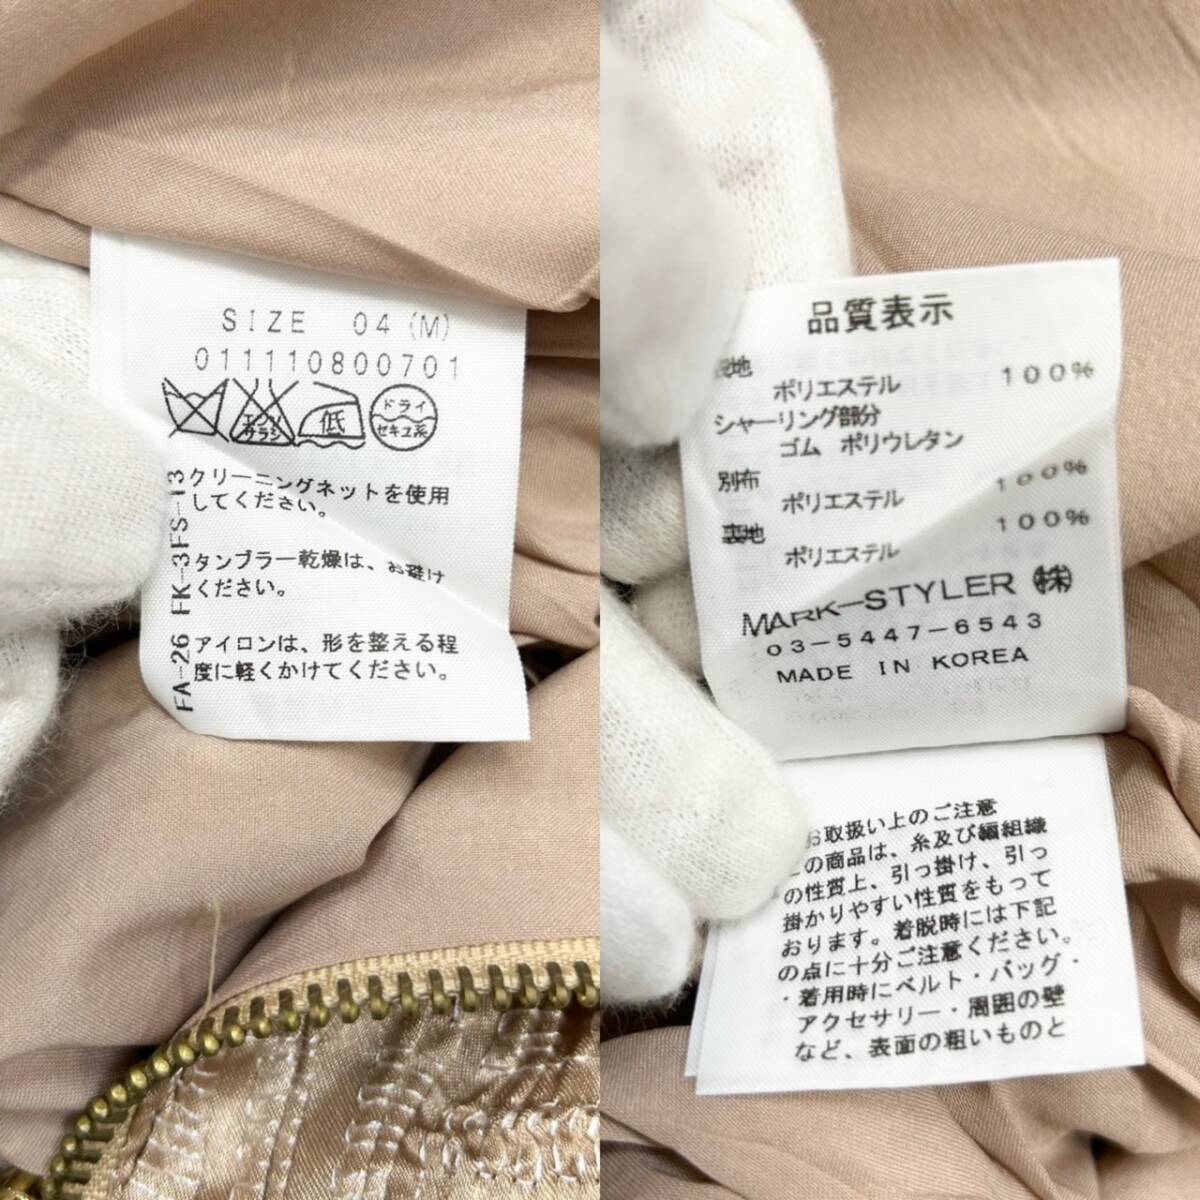 SIZE 04 (M)
011110800701
エンソ
サラシ
低
ドライ
セキユ系
クリーニングネットを使用
してください。
タンブラー乾燥は、お避け
ください。
アイロンは、形を整える程
度に軽くかけてください。
FA-26 FK-3FS-13
品質表示
表地
ポリエステル 100%
シャーリング部分
ゴム ポリウレタン
別布
ポリエステル 100%
裏地
ポリエステル 100%
MARK-STYLER ㈱
03-5447-6543
MADE IN KOREA
お取扱い上のご注意
この商品は、糸及び編組織
の性質上、引っ掛け、引っ
掛かりやすい性質をもって
おります。着脱時には下記
の点に十分ご注意ください。
・着用時にベルト・バッグ・
アクセサリー・周囲の壁
など、表面の粗いものと